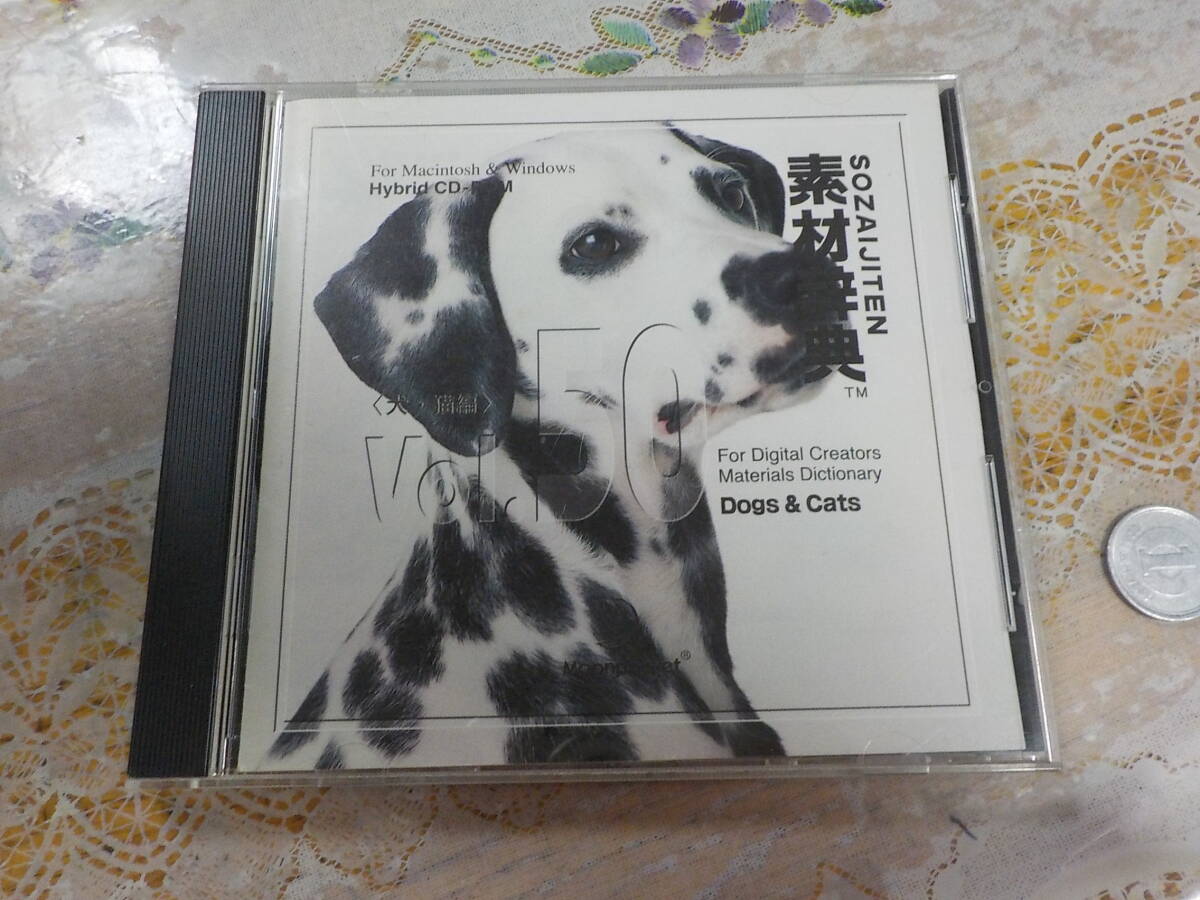 For Macintosh & Windows
Hybrid CD-ROM
素材辞典
SOZAIJITEN
TM
〈犬・猫編〉
Vol.50
For Digital Creators
Materials Dictionary
Dogs & Cats
®
1